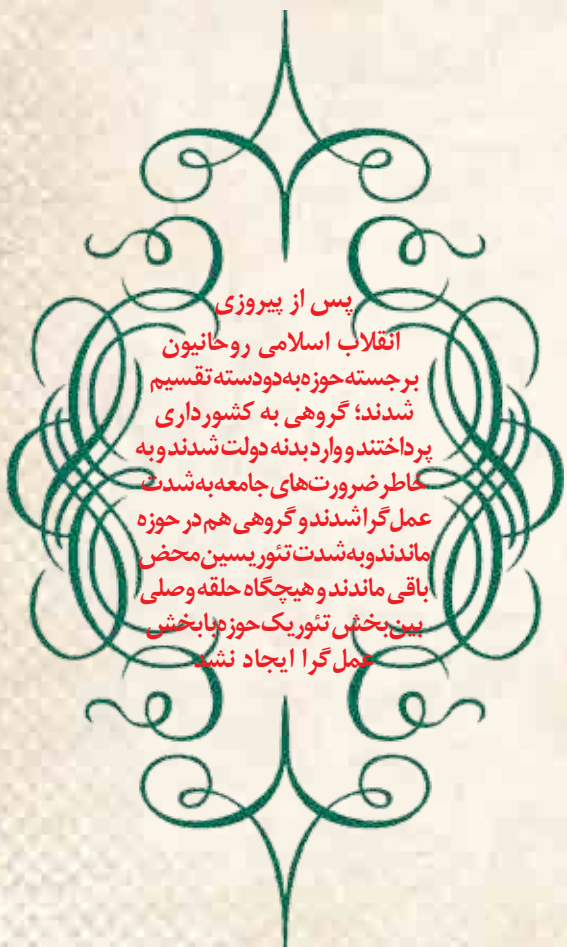 پس از پیروزی
انقلاب اسلامی روحانیون
برجسته حوزه به دو دسته تقسیم
شدند؛ گروهی به کشورداری
پرداختند و وارد بدنه دولت شدند و به
خاطر ضرورت‌های جامعه به شدت
عمل‌گرا شدند و گروهی هم در حوزه
ماندند و به شدت تئوریسین محض
باقی ماندند و هیچگاه حلقه وصلی
بین بخش تئوریک حوزه با بخش
عمل‌گرا ایجاد نشد